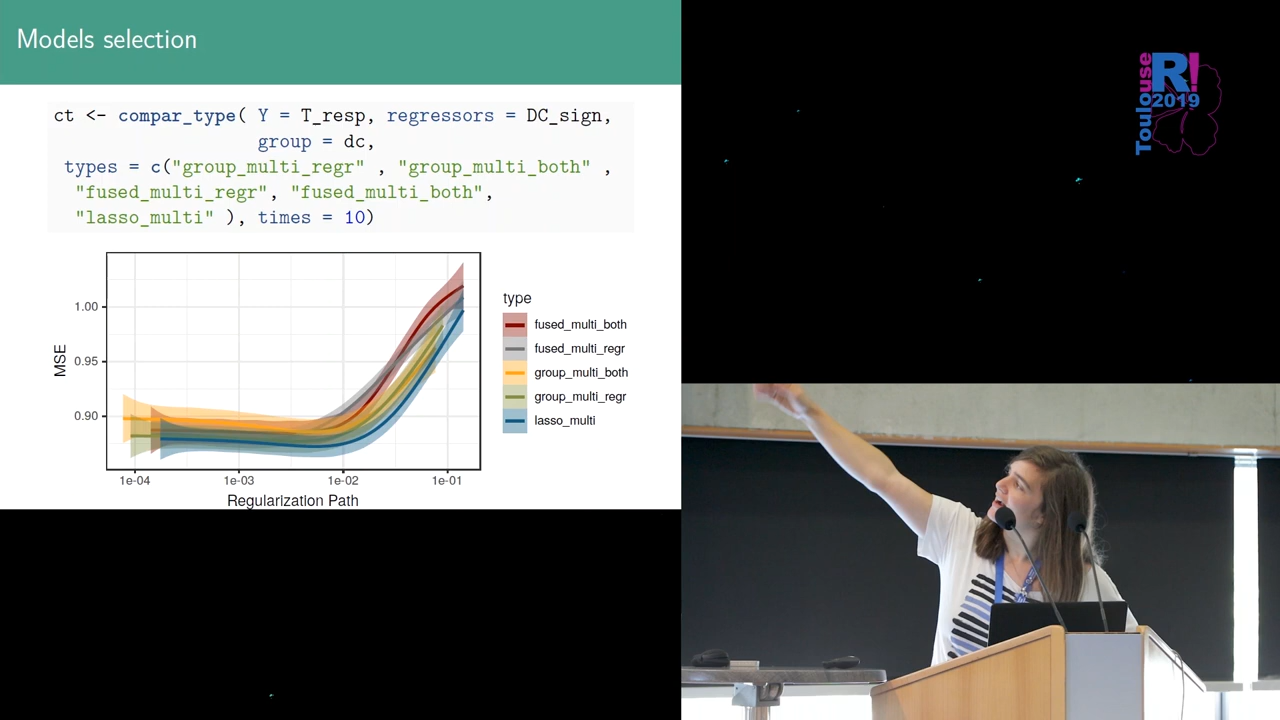 Models selection
ct <- compar_type( Y = T_resp, regressors = DC_sign,
group = dc,
types = c("group_multi_regr" , "group_multi_both" ,
"fused_multi_regr", "fused_multi_both",
"lasso_multi" ), times = 10)
1.00
0.95
0.90
MSE
1e-04 1e-03 1e-02 1e-01
Regularization Path
type
fused_multi_both
fused_multi_regr
group_multi_both
group_multi_regr
lasso_multi
Toulouse
R!
2019